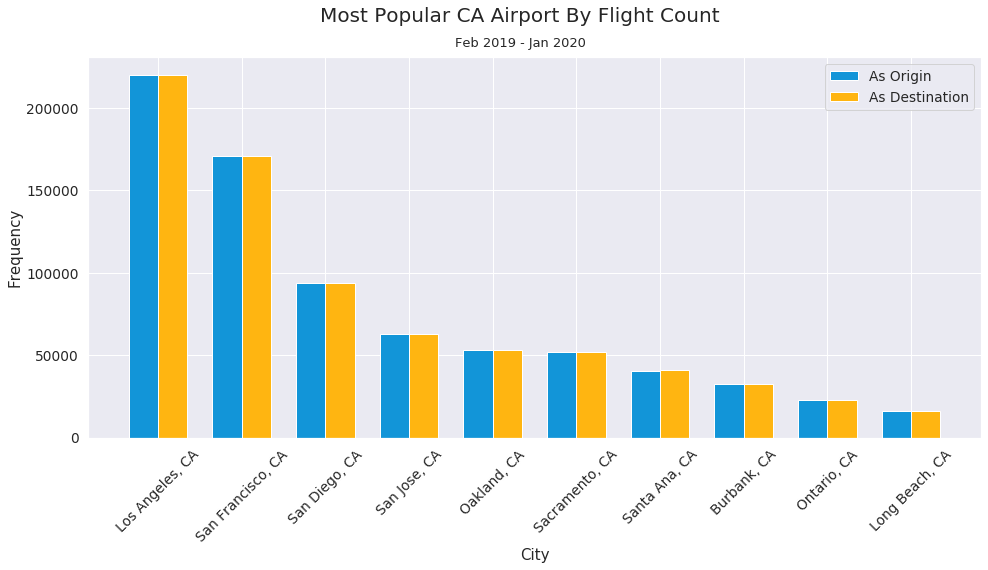 Most Popular CA Airport By Flight Count
Feb 2019 - Jan 2020
As Origin
As Destination
Frequency
200000
150000
100000
50000
0
Los Angeles, CA
San Francisco, CA
San Diego, CA
San Jose, CA
Oakland, CA
Sacramento, CA
Santa Ana, CA
Burbank, CA
Ontario, CA
Long Beach, CA
City